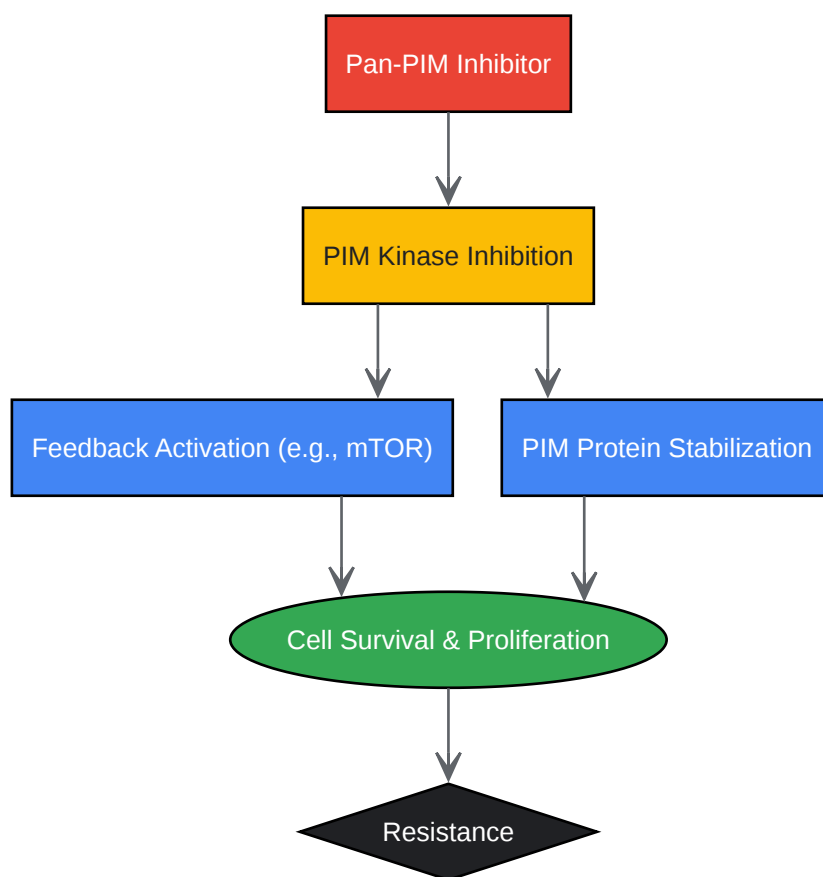 Pan-PIM Inhibitor
PIM Kinase Inhibition
Feedback Activation (e.g., mTOR)
PIM Protein Stabilization
Cell Survival & Proliferation
Resistance